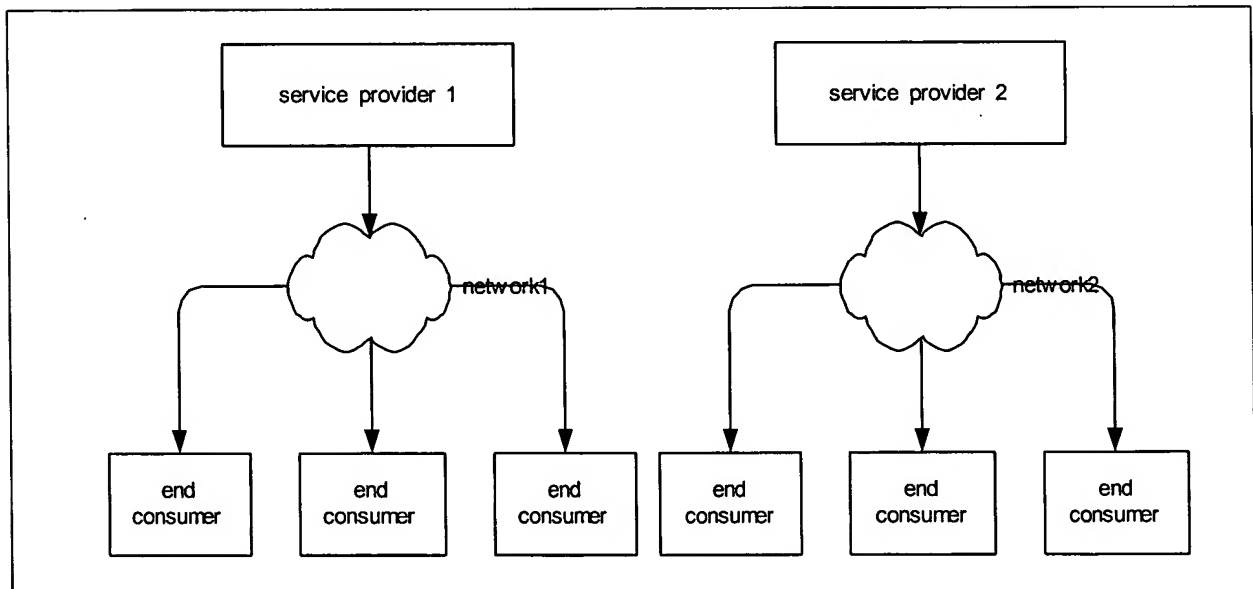 service provider 1
service provider 2
network1
network2
end
consumer
end
consumer
end
consumer
end
consumer
end
consumer
end
consumer